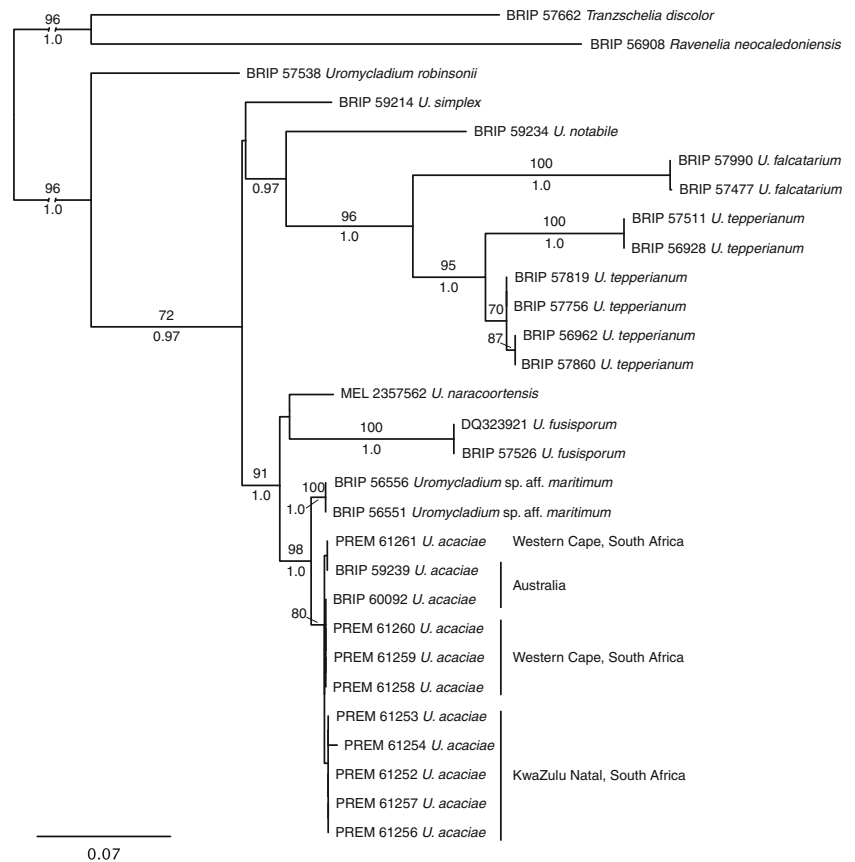 96
1.0
BRIP 57662 Tranzschelia discolor
BRIP 56908 Ravenelia neocaledoniensis
BRIP 57538 Uromycladium robinsonii
BRIP 59214 U. simplex
BRIP 59234 U. notabile
0.97
100
1.0
BRIP 57990 U. falcatarium
BRIP 57477 U. falcatarium
96
1.0
96
1.0
100
1.0
BRIP 57511 U. tepperianum
BRIP 56928 U. tepperianum
95
1.0
BRIP 57819 U. tepperianum
70
BRIP 57756 U. tepperianum
87
BRIP 56962 U. tepperianum
BRIP 57860 U. tepperianum
72
0.97
MEL 2357562 U. naracoortensis
100
1.0
DQ323921 U. fusisporum
BRIP 57526 U. fusisporum
91
1.0
100
1.0
BRIP 56556 Uromycladium sp. aff. maritimum
BRIP 56551 Uromycladium sp. aff. maritimum
98
1.0
PREM 61261 U. acaciae Western Cape, South Africa
BRIP 59239 U. acaciae
Australia
BRIP 60092 U. acaciae
80
PREM 61260 U. acaciae
PREM 61259 U. acaciae Western Cape, South Africa
PREM 61258 U. acaciae
PREM 61253 U. acaciae
PREM 61254 U. acaciae
PREM 61252 U. acaciae KwaZulu Natal, South Africa
PREM 61257 U. acaciae
PREM 61256 U. acaciae
0.07